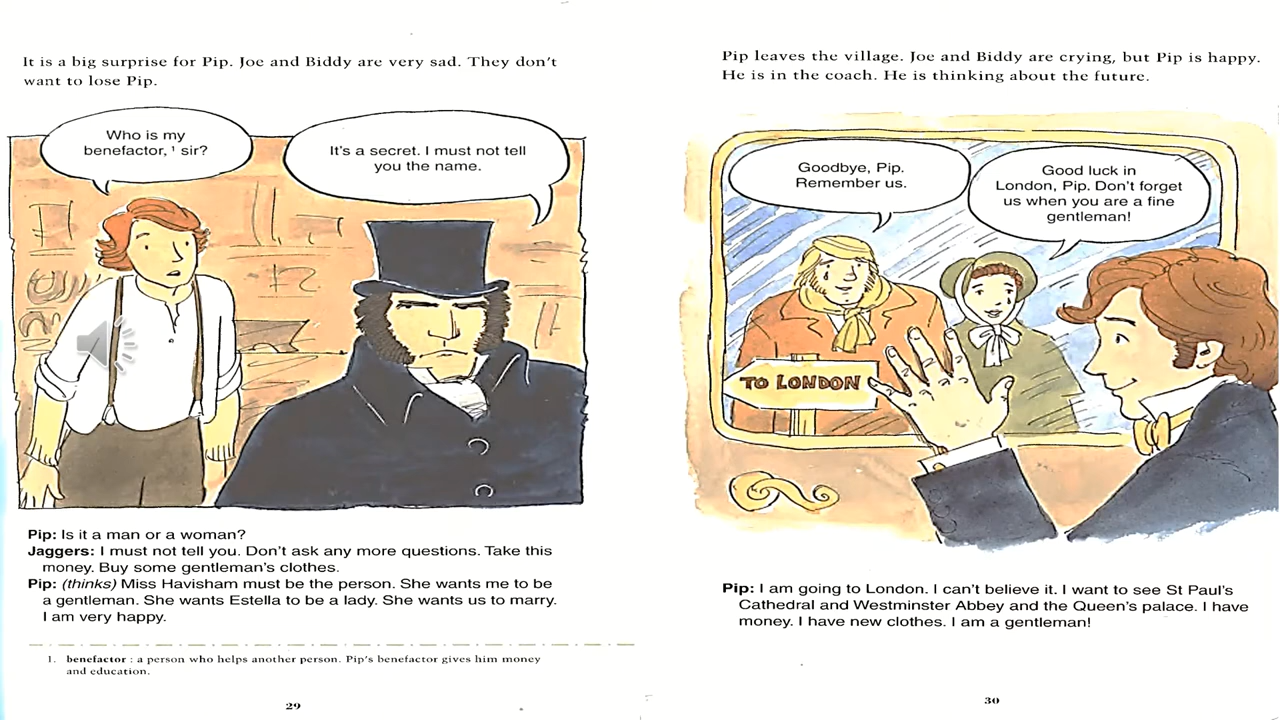 It is a big surprise for Pip. Joe and Biddy are very sad. They don't
want to lose Pip.
Who is my
benefactor, ¹ sir?
It's a secret. I must not tell
you the name.
Pip: Is it a man or a woman?
Jaggers: I must not tell you. Don't ask any more questions. Take this
money. Buy some gentleman's clothes.
Pip: (thinks) Miss Havisham must be the person. She wants me to be
a gentleman. She wants Estella to be a lady. She wants us to marry.
I am very happy.
1. benefactor : a person who helps another person. Pip's benefactor gives him money
and education.
29
Pip leaves the village. Joe and Biddy are crying, but Pip is happy.
He is in the coach. He is thinking about the future.
Goodbye, Pip.
Remember us.
Good luck in
London, Pip. Don't forget
us when you are a fine
gentleman!
TO LONDON
Pip: I am going to London. I can't believe it. I want to see St Paul's
Cathedral and Westminster Abbey and the Queen's palace. I have
money. I have new clothes. I am a gentleman!
30